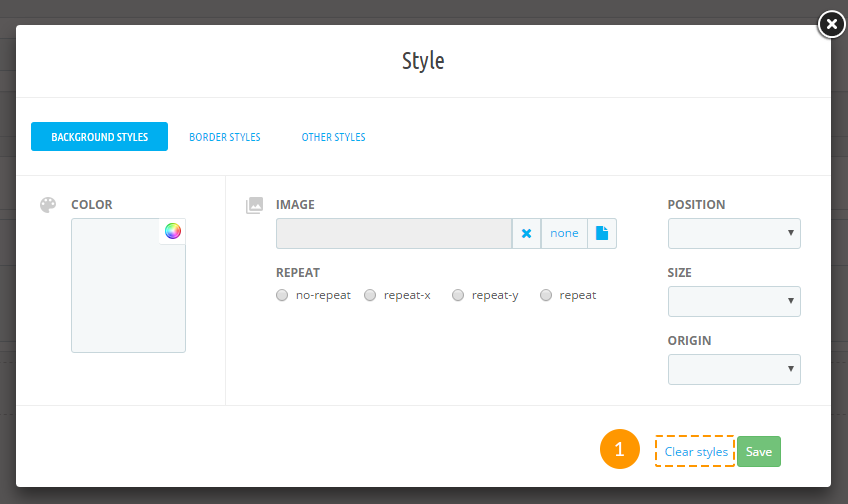 Style
BACKGROUND STYLES BORDER STYLES OTHER STYLES
COLOR IMAGE POSITION
none
REPEAT SIZE
no-repeat repeat-x repeat-y repeat
ORIGIN
1 Clear styles Save